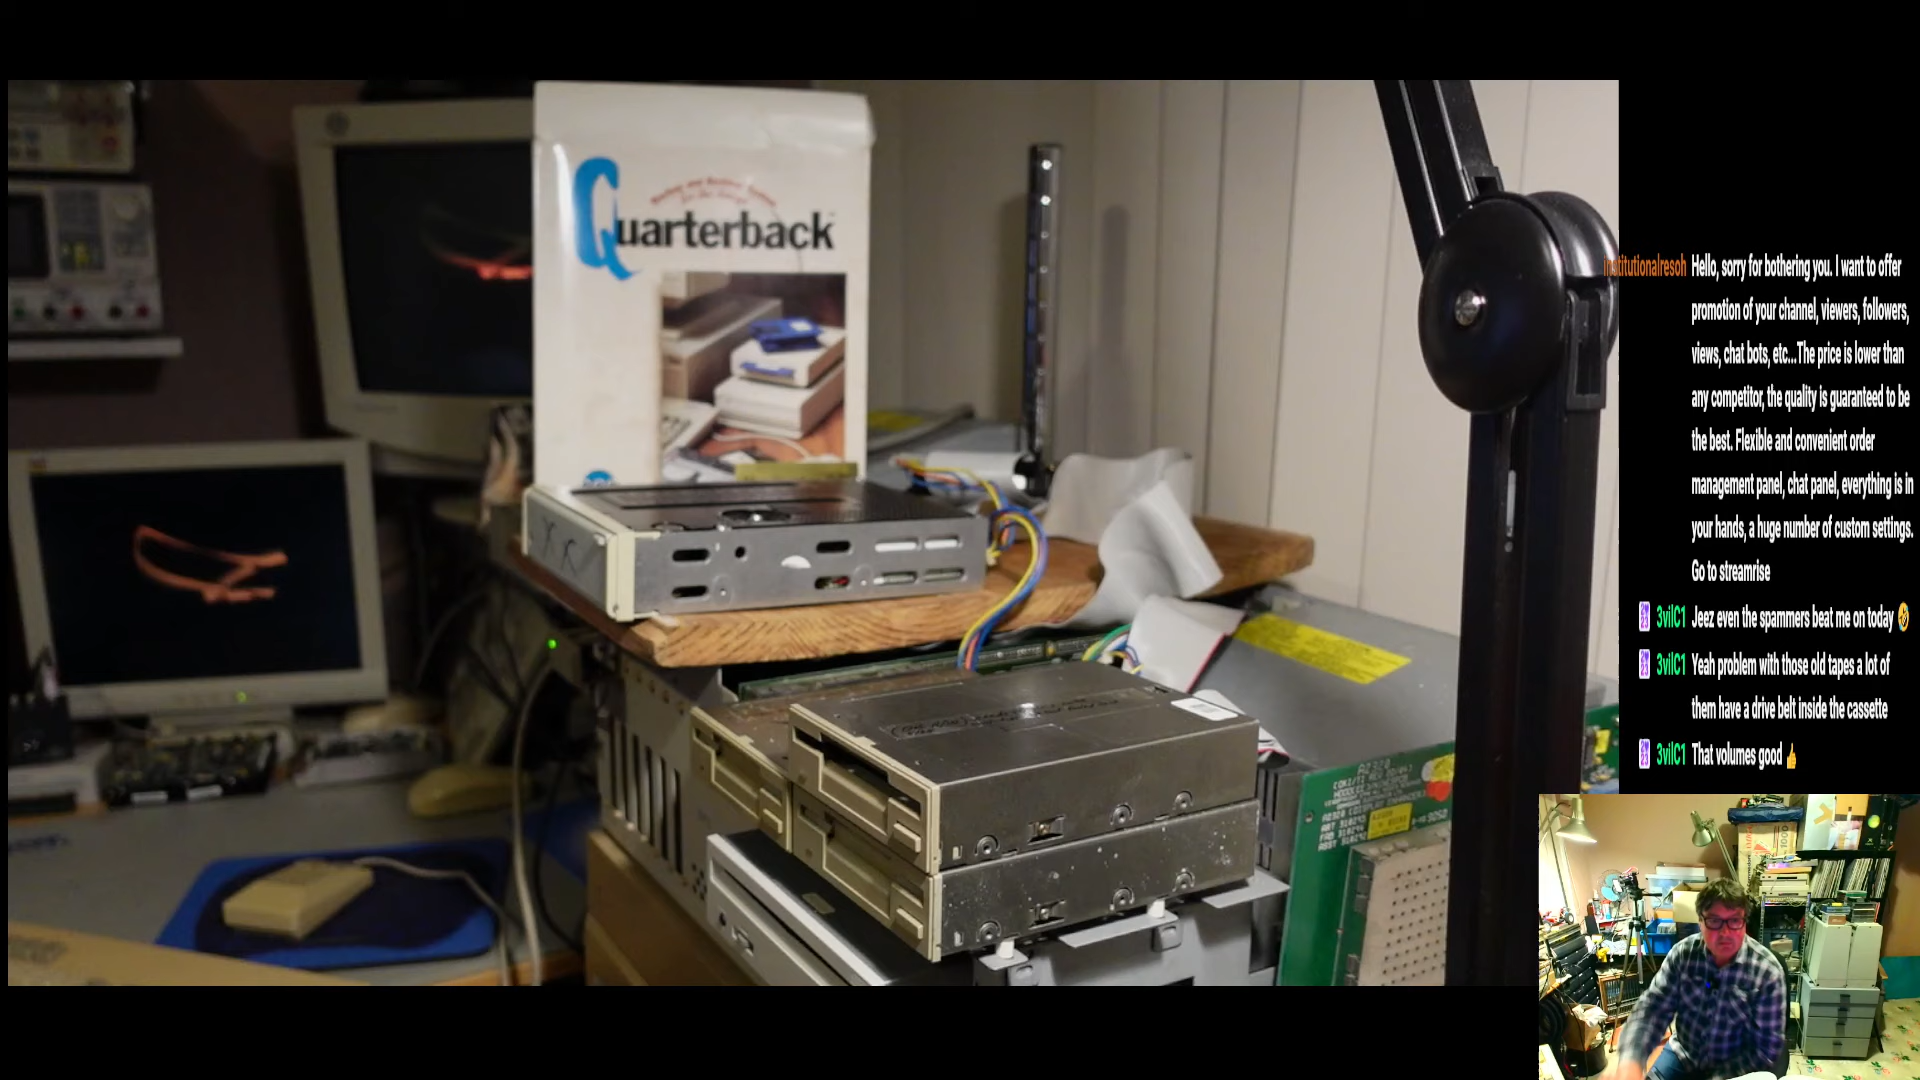 Quarterback
institutionalresoh Hello, sorry for bothering you. I want to offer
promotion of your channel, viewers, followers,
views, chat bots, etc...The price is lower than
any competitor, the quality is guaranteed to be
the best. Flexible and convenient order
management panel, chat panel, everything is in
your hands, a huge number of custom settings.
Go to streamrise
3vilC1 Jeez even the spammers beat me on today 🤣
3vilC1 Yeah problem with those old tapes a lot of
them have a drive belt inside the cassette
3vilC1 That volumes good 👍
A2320